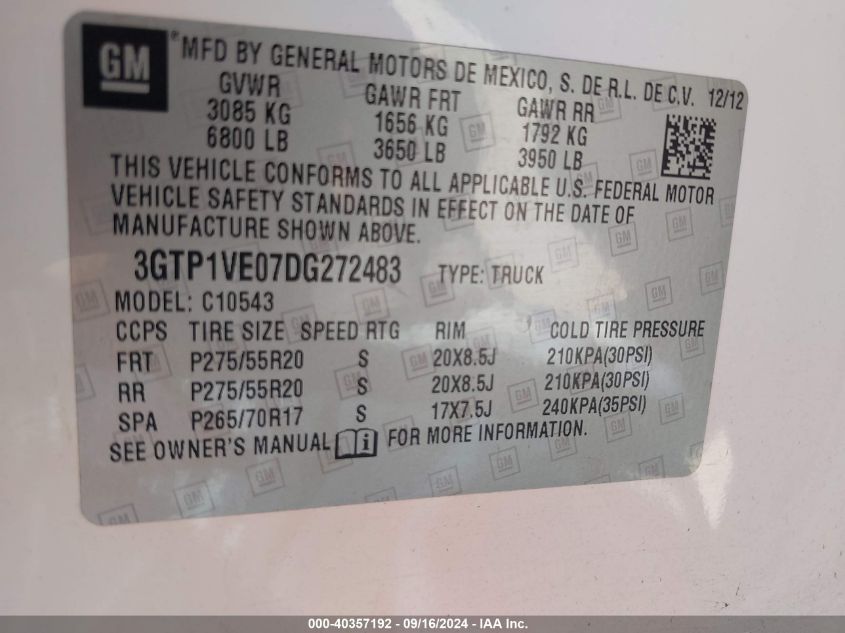 GM ® MFD BY GENERAL MOTORS DE MEXICO, S. DE R.L. DE C.V. 12/12
GVWR GAWR FRT GAWR RR
3085 KG 1656 KG 1792 KG
6800 LB 3650 LB 3950 LB
THIS VEHICLE CONFORMS TO ALL APPLICABLE U.S. FEDERAL MOTOR
VEHICLE SAFETY STANDARDS IN EFFECT ON THE DATE OF
MANUFACTURE SHOWN ABOVE.
3GTP1VE07DG272483 TYPE: TRUCK
MODEL: C10543
CCPS TIRE SIZE SPEED RTG RIM COLD TIRE PRESSURE
FRT P275/55R20 S 20X8.5J 210KPA(30PSI)
RR P275/55R20 S 20X8.5J 210KPA(30PSI)
SPA P265/70R17 S 17X7.5J 240KPA(35PSI)
SEE OWNER'S MANUAL i FOR MORE INFORMATION.
000-40357192 - 09/16/2024 - IAA Inc.